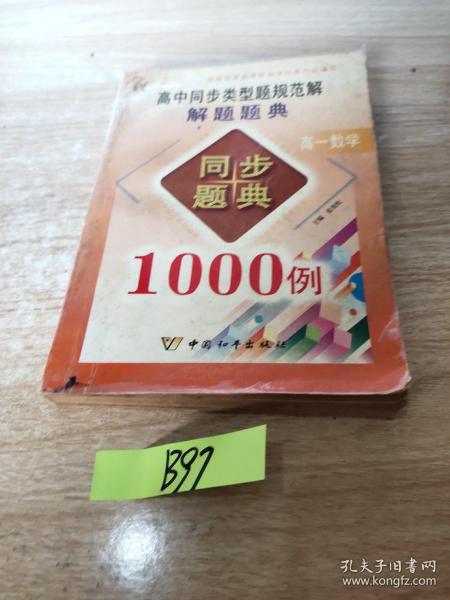 高中同步类型题规范解
解题题典
高一数学
同步
题典
主编
1000例
中国和平出版社
B97
孔夫子旧书网
www.kongfz.com